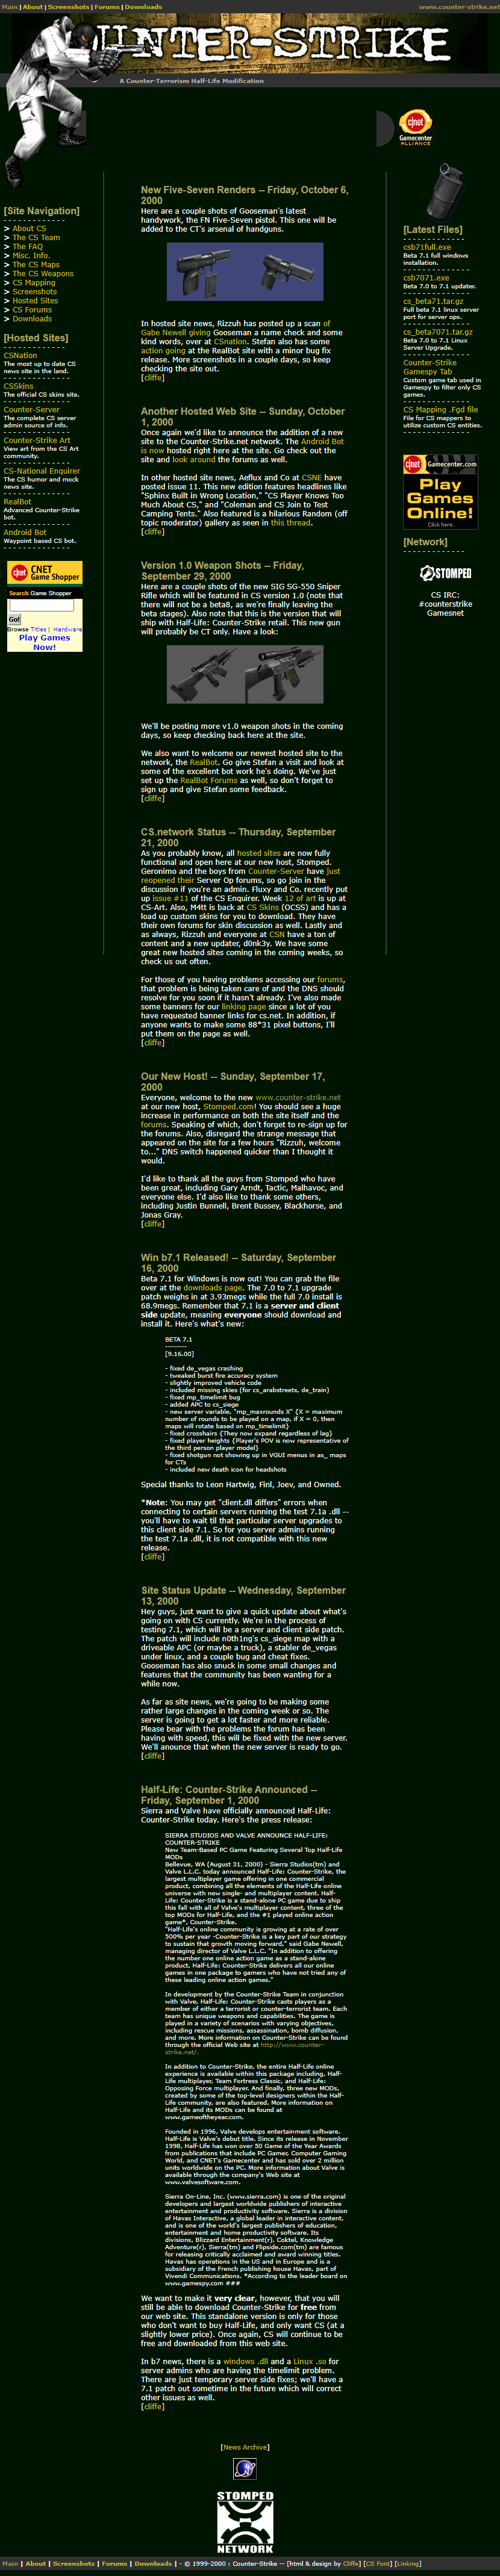 Main | About | Screenshots | Forums | Downloads
www.counter-strike.net
UNTER-STRIKE
A Counter-Terrorism Half-Life Modification
c|net
Gamecenter
ALLIANCE
[Site Navigation]
> About CS
> The CS Team
> The FAQ
> Misc. Info.
> The CS Maps
> The CS Weapons
> CS Mapping
> Screenshots
> Hosted Sites
> CS Forums
> Downloads
[Hosted Sites]
CSNation
The most up to date CS
news site in the land.
CSSkins
The official CS skins site.
Counter-Server
The complete CS server
admin source of info.
Counter-Strike Art
View art from the CS Art
community.
CS-National Enquirer
The CS humor and mock
news site.
RealBot
Advanced Counter-Strike
bot.
Android Bot
Waypoint based CS bot.
c|net CNET
Game Shopper
Search Game Shopper
Go!
Browse Titles | Hardware
Play Games
Now!
New Five-Seven Renders -- Friday, October 6,
2000
Here are a couple shots of Gooseman's latest
handywork, the FN Five-Seven pistol. This one will be
added to the CT's arsenal of handguns.
In hosted site news, Rizzuh has posted up a scan of
Gabe Newell giving Gooseman a name check and some
kind words, over at CSnation. Stefan also has some
action going at the RealBot site with a minor bug fix
release. More screenshots in a couple days, so keep
checking the site out.
[cliffe]
Another Hosted Web Site -- Sunday, October
1, 2000
Once again we'd like to announce the addition of a new
site to the Counter-Strike.net network. The Android Bot
is now hosted right here at the site. Go check out the
site and look around the forums as well.
In other hosted site news, Aeflux and Co at CSNE have
posted issue 11. This new edition features headlines like
"Sphinx Built in Wrong Location," "CS Player Knows Too
Much About CS," and "Coleman and CS Join to Test
Camping Tents." Also featured is a hilarious Random (off
topic moderator) gallery as seen in this thread.
[cliffe]
Version 1.0 Weapon Shots -- Friday,
September 29, 2000
Here are a couple shots of the new SIG SG-550 Sniper
Rifle which will be featured in CS version 1.0 (note that
there will not be a beta8, as we're finally leaving the
beta stages). Also note that this is the version that will
ship with Half-Life: Counter-Strike retail. This new gun
will probably be CT only. Have a look:
We'll be posting more v1.0 weapon shots in the coming
days, so keep checking back here at the site.
We also want to welcome our newest hosted site to the
network, the RealBot. Go give Stefan a visit and look at
some of the excellent bot work he's doing. We've just
set up the RealBot Forums as well, so don't forget to
sign up and give Stefan some feedback.
[cliffe]
CS.network Status -- Thursday, September
21, 2000
As you probably know, all hosted sites are now fully
functional and open here at our new host, Stomped.
Geronimo and the boys from Counter-Server have just
reopened their Server Op forums, so go join in the
discussion if you're an admin. Fluxy and Co. recently put
up issue #11 of the CS Enquirer. Week 12 of art is up at
CS-Art. Also, M4tt is back at CS Skins (OCSS) and has a
load up custom skins for you to download. They have
their own forums for skin discussion as well. Lastly and
as always, Rizzuh and everyone at CSN have a ton of
content and a new updater, d0nk3y. We have some
great new hosted sites coming in the coming weeks, so
check us out often.
For those of you having problems accessing our forums,
that problem is being taken care of and the DNS should
resolve for you soon if it hasn't already. I've also made
some banners for our linking page since a lot of you
have requested banner links for cs.net. In addition, if
anyone wants to make some 88*31 pixel buttons, I'll
put them on the page as well.
[cliffe]
Our New Host! -- Sunday, September 17,
2000
Everyone, welcome to the new www.counter-strike.net
at our new host, Stomped.com! You should see a huge
increase in performance on both the site itself and the
forums. Speaking of which, don't forget to re-sign up for
the forums. Also, disregard the strange message that
appeared on the site for a few hours "Rizzuh, welcome
to..." DNS switch happened quicker than I thought it
would.
I'd like to thank all the guys from Stomped who have
been great, including Gary Arndt, Tactic, Malhavoc, and
everyone else. I'd also like to thank some others,
including Justin Bunnell, Brent Bussey, Blackhorse, and
Jonas Gray.
[cliffe]
Win b7.1 Released! -- Saturday, September
16, 2000
Beta 7.1 for Windows is now out! You can grab the file
over at the downloads page. The 7.0 to 7.1 upgrade
patch weighs in at 3.93megs while the full 7.0 install is
68.9megs. Remember that 7.1 is a server and client
side update, meaning everyone should download and
install it. Here's what's new:
BETA 7.1
--------
[9.16.00]
- fixed de_vegas crashing
- tweaked burst fire accuracy system
- slightly improved vehicle code
- included missing skies (for cs_arabstreets, de_train)
- fixed mp_timelimit bug
- added APC to cs_siege
- new server variable, "mp_maxrounds X" {X = maximum
number of rounds to be played on a map, if X = 0, then
maps will rotate based on mp_timelimit}
- fixed crosshairs {They now expand regardless of lag}
- fixed player heights {Player's POV is now representative of
the third person player model}
- fixed shotgun not showing up in VGUI menus in as_ maps
for CTs
- included new death icon for headshots
Special thanks to Leon Hartwig, Finl, Joev, and Owned.
*Note: You may get "client.dll differs" errors when
connecting to certain servers running the test 7.1a .dll --
you'll have to wait til that particular server upgrades to
this client side 7.1. So for you server admins running
the test 7.1a .dll, it is not compatible with this new
release.
[cliffe]
Site Status Update -- Wednesday, September
13, 2000
Hey guys, just want to give a quick update about what's
going on with CS currently. We're in the process of
testing 7.1, which will be a server and client side patch.
The patch will include n0th1ng's cs_siege map with a
driveable APC (or maybe a truck), a stabler de_vegas
under linux, and a couple bug and cheat fixes.
Gooseman has also snuck in some small changes and
features that the community has been wanting for a
while now.
As far as site news, we're going to be making some
rather large changes in the coming week or so. The
server is going to get a lot faster and more reliable.
Please bear with the problems the forum has been
having with speed, this will be fixed with the new server.
We'll anounce that when the new server is ready to go.
[cliffe]
Half-Life: Counter-Strike Announced --
Friday, September 1, 2000
Sierra and Valve have officially announced Half-Life:
Counter-Strike today. Here's the press release:
SIERRA STUDIOS AND VALVE ANNOUNCE HALF-LIFE:
COUNTER-STRIKE
New Team-Based PC Game Featuring Several Top Half-Life
MODs
Bellevue, WA (August 31, 2000) - Sierra Studios(tm) and
Valve L.L.C. today announced Half-Life: Counter-Strike, the
largest multiplayer game offering in one commercial
product, combining all the elements of the Half-Life online
universe with new single- and multiplayer content. Half-
Life: Counter-Strike is a stand-alone PC game due to ship
this fall with all of Valve's multiplayer content, three of the
top MODs for Half-Life, and the #1 played online action
game*, Counter-Strike.
"Half-Life's online community is growing at a rate of over
500% per year -Counter-Strike is a key part of our strategy
to sustain that growth moving forward," said Gabe Newell,
managing director of Valve L.L.C. "In addition to offering
the number one online action game as a stand-alone
product, Half-Life: Counter-Strike delivers all our online
games in one package to gamers who have not tried any of
these leading online action games."
In development by the Counter-Strike Team in conjunction
with Valve, Half-Life: Counter-Strike casts players as a
member of either a terrorist or counter-terrorist team. Each
team has unique weapons and capabilities. The game is
played in a variety of scenarios with varying objectives,
including rescue missions, assassination, bomb diffusion,
and more. More information on Counter-Strike can be found
through the official Web site at http://www.counter-
strike.net/.
In addition to Counter-Strike, the entire Half-Life online
experience is available within this package including, Half-
Life multiplayer, Team Fortress Classic, and Half-Life:
Opposing Force multiplayer. And finally, three new MODs,
created by some of the top-level designers within the Half-
Life community, are also featured. More information on
Half-Life and its MODs can be found at
www.gameoftheyear.com.
Founded in 1996, Valve develops entertainment software.
Half-Life is Valve's debut title. Since its release in November
1998, Half-Life has won over 50 Game of the Year Awards
from publications that include PC Gamer, Computer Gaming
World, and CNET's Gamecenter and has sold over 2 million
units worldwide on the PC. More information about Valve is
available through the company's Web site at
www.valvesoftware.com.
Sierra On-Line, Inc. (www.sierra.com) is one of the original
developers and largest worldwide publishers of interactive
entertainment and productivity software. Sierra is a division
of Havas Interactive, a global leader in interactive content,
and is one of the world's largest publishers of education,
entertainment and home productivity software. Its
divisions, Blizzard Entertainment(r), Coktel, Knowledge
Adventure(r), Sierra(tm) and Flipside.com(tm) are famous
for releasing critically acclaimed and award winning titles.
Havas has operations in the US and in Europe and is a
subsidiary of the French publishing house Havas, part of
Vivendi Communications. *According to the leader board on
www.gamespy.com ###
We want to make it very clear, however, that you will
still be able to download Counter-Strike for free from
our web site. This standalone version is only for those
who don't want to buy Half-Life, and only want CS (at a
slightly lower price). Once again, CS will continue to be
free and downloaded from this web site.
In b7 news, there is a windows .dll and a Linux .so for
server admins who are having the timelimit problem.
There are just temporary server side fixes; we'll have a
7.1 patch out sometime in the future which will correct
other issues as well.
[cliffe]
[Latest Files]
csb71full.exe
Beta 7.1 full windows
installation.
csb7071.exe
Beta 7.0 to 7.1 updater.
cs_beta71.tar.gz
Full beta 7.1 linux server
port for server ops.
cs_beta7071.tar.gz
Beta 7.0 to 7.1 Linux
Server Upgrade.
Counter-Strike
Gamespy Tab
Custom game tab used in
Gamespy to filter only CS
games.
CS Mapping .Fgd file
File for CS mappers to
utilize custom CS entities.
c|net Gamecenter.com
Play
Games
Online!
Click here.
[Network]
STOMPED
CS IRC:
#counterstrike
Gamesnet
[News Archive]
STOMPED
NETWORK
Main | About | Screenshots | Forums | Downloads | - © 1999-2000 : Counter-Strike -- [html & design by Cliffe] [CS Font] [Linking]